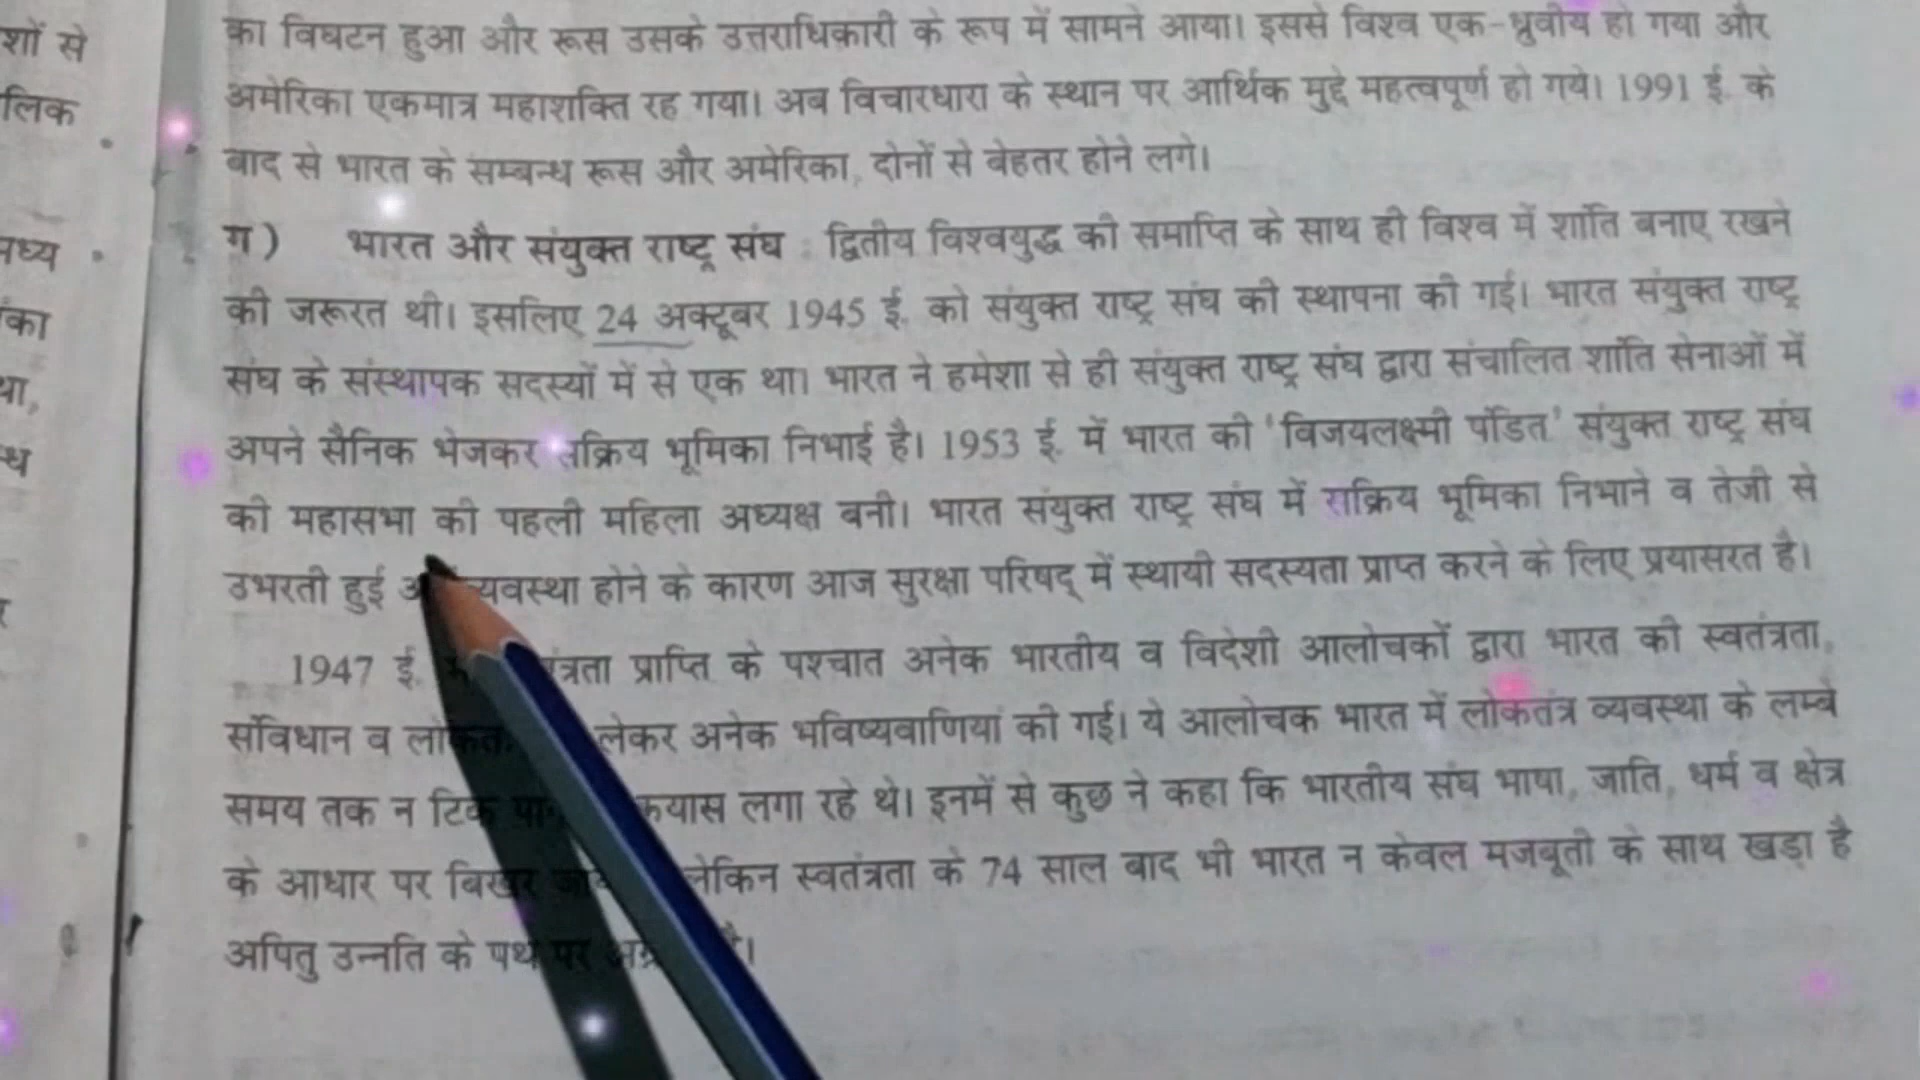 शों से
लिक
मध्य
था,
का विघटन हुआ और रूस उसके उत्तराधिकारी के रूप में सामने आया। इससे विश्व एक-ध्रुवीय हो गया और
अमेरिका एकमात्र महाशक्ति रह गया। अब विचारधारा के स्थान पर आर्थिक मुद्दे महत्वपूर्ण हो गये। 1991 ई. के
बाद से भारत के सम्बन्ध रूस और अमेरिका, दोनों से बेहतर होने लगे।
ग) भारत और संयुक्त राष्ट्र संघ : द्वितीय विश्वयुद्ध की समाप्ति के साथ ही विश्व में शांति बनाए रखने
की जरूरत थी। इसलिए 24 अक्टूबर 1945 ई. को संयुक्त राष्ट्र संघ की स्थापना की गई। भारत संयुक्त राष्ट्र
संघ के संस्थापक सदस्यों में से एक था। भारत ने हमेशा से ही संयुक्त राष्ट्र संघ द्वारा संचालित शांति सेनाओं में
अपने सैनिक भेजकर सक्रिय भूमिका निभाई है। 1953 ई. में भारत की 'विजयलक्ष्मी पंडित' संयुक्त राष्ट्र संघ
की महासभा की पहली महिला अध्यक्ष बनी। भारत संयुक्त राष्ट्र संघ में सक्रिय भूमिका निभाने व तेजी से
उभरती हुई होने के कारण आज सुरक्षा परिषद् में स्थायी सदस्यता प्राप्त करने के लिए प्रयासरत है।
1947 ई. प्राप्ति के पश्चात अनेक भारतीय व विदेशी आलोचकों द्वारा भारत की स्वतंत्रता,
संविधान व लेकर अनेक भविष्यवाणियां की गई। ये आलोचक भारत में लोकतंत्र व्यवस्था के लम्बे
समय तक न टिक कयास लगा रहे थे। इनमें से कुछ ने कहा कि भारतीय संघ भाषा, जाति, धर्म व क्षेत्र
के आधार पर बिखर लेकिन स्वतंत्रता के 74 साल बाद भी भारत न केवल मजबूती के साथ खड़ा है
अपितु उन्नति के पथ पर है।